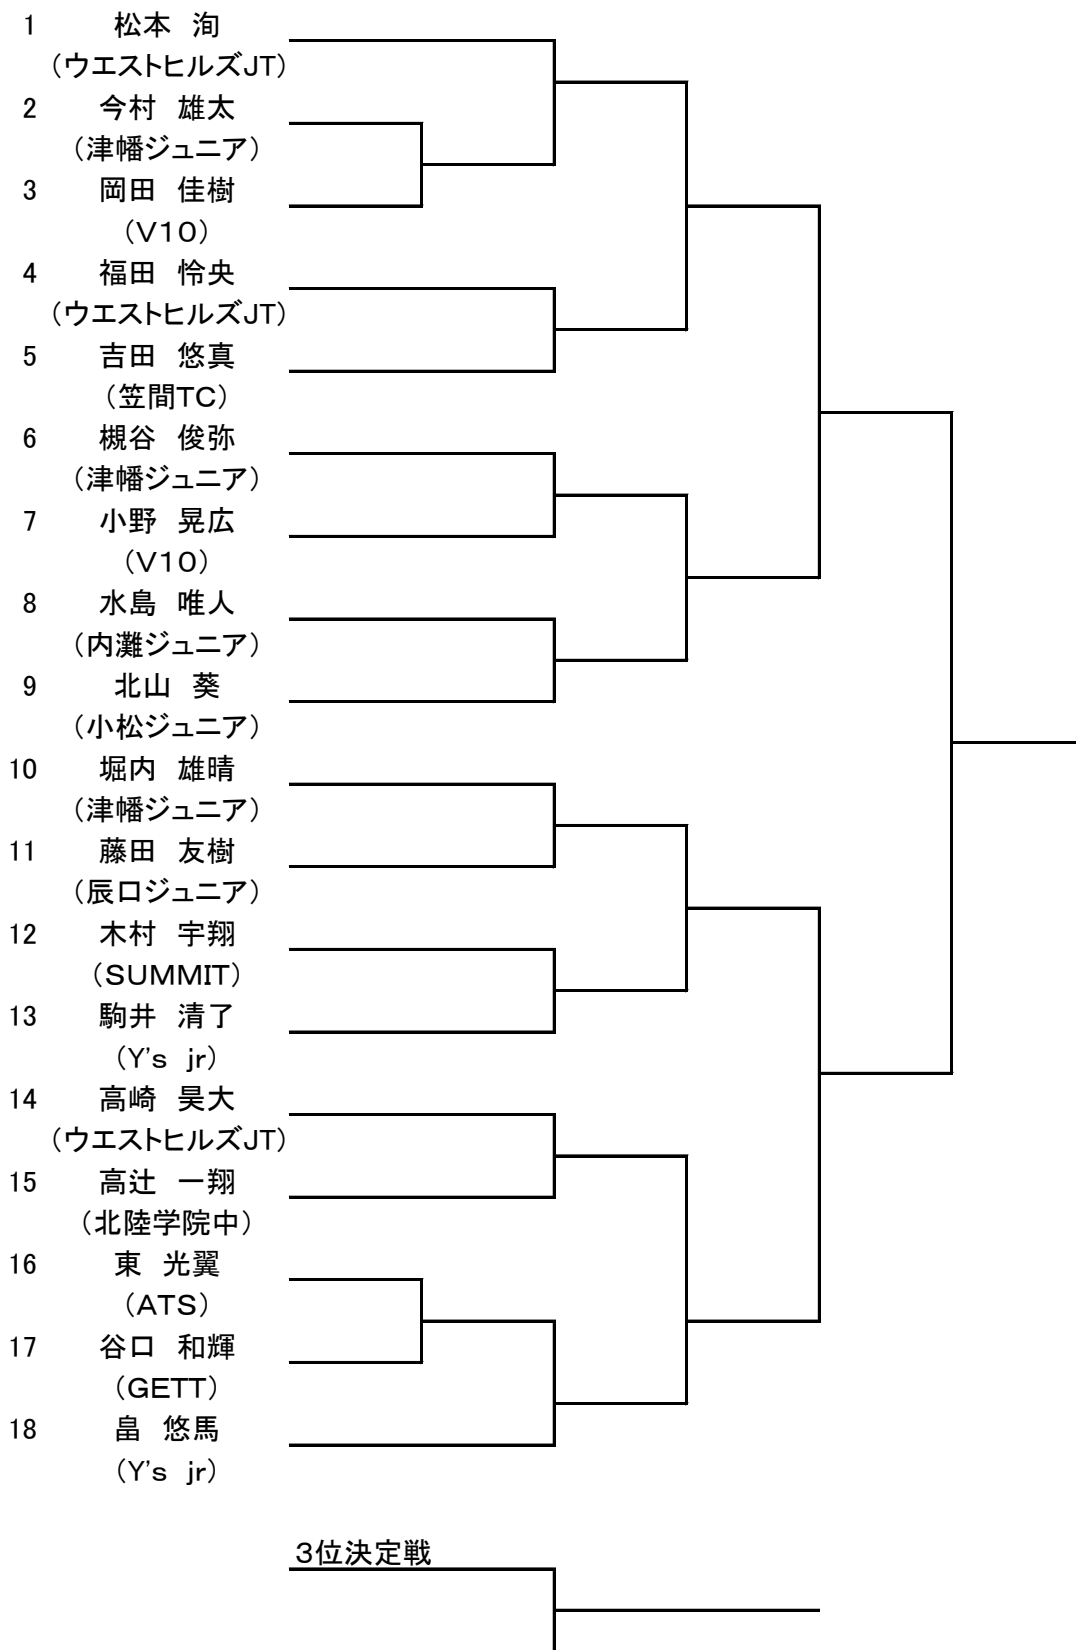 1 松本　洵
（ウエストヒルズJT）
2 今村　雄太
（津幡ジュニア）
3 岡田　佳樹
（V10）
4 福田　怜央
（ウエストヒルズJT）
5 吉田　悠真
（笠間TC）
6 槻谷　俊弥
（津幡ジュニア）
7 小野　晃広
（V10）
8 水島　唯人
（内灘ジュニア）
9 北山　葵
（小松ジュニア）
10 堀内　雄晴
（津幡ジュニア）
11 藤田　友樹
（辰口ジュニア）
12 木村　宇翔
（SUMMIT）
13 駒井　清了
（Y's　jr）
14 高崎　昊大
（ウエストヒルズJT）
15 高辻　一翔
（北陸学院中）
16 東　光翼
（ATS）
17 谷口　和輝
（GETT）
18 畠　悠馬
（Y's　jr）
3位決定戦